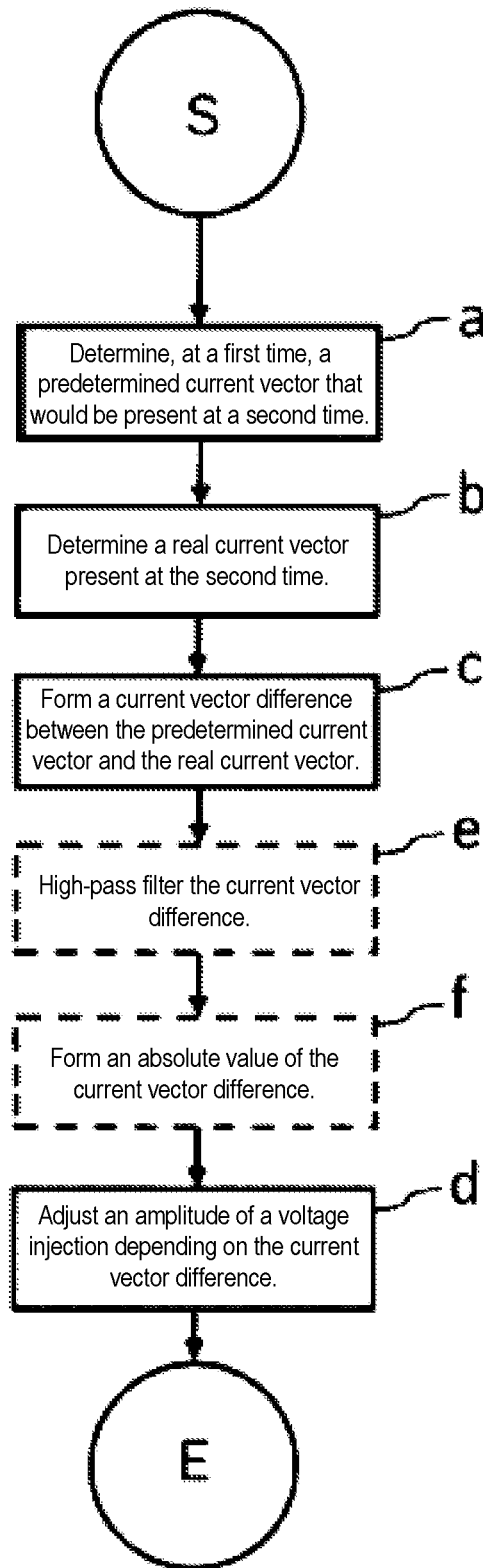 S
a
Determine, at a first time, a
predetermined current vector that
would be present at a second time.
b
Determine a real current vector
present at the second time.
c
Form a current vector difference
between the predetermined current
vector and the real current vector.
e
High-pass filter the current vector
difference.
f
Form an absolute value of the
current vector difference.
d
Adjust an amplitude of a voltage
injection depending on the current
vector difference.
E